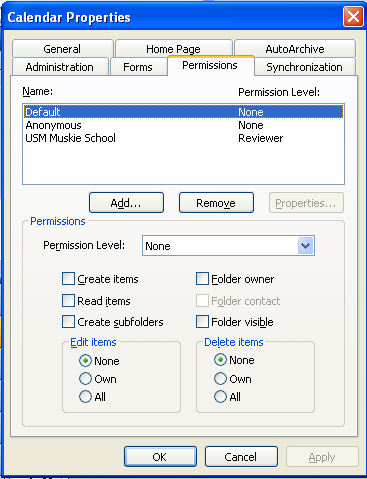 Calendar Properties
General Home Page AutoArchive
Administration Forms Permissions Synchronization
Name: Permission Level:
Default None
Anonymous None
USM Muskie School Reviewer
Add... Remove Properties...
Permissions
Permission Level: None
Create items Folder owner
Read items Folder contact
Create subfolders Folder visible
Edit items Delete items
None None
Own Own
All All
OK Cancel Apply